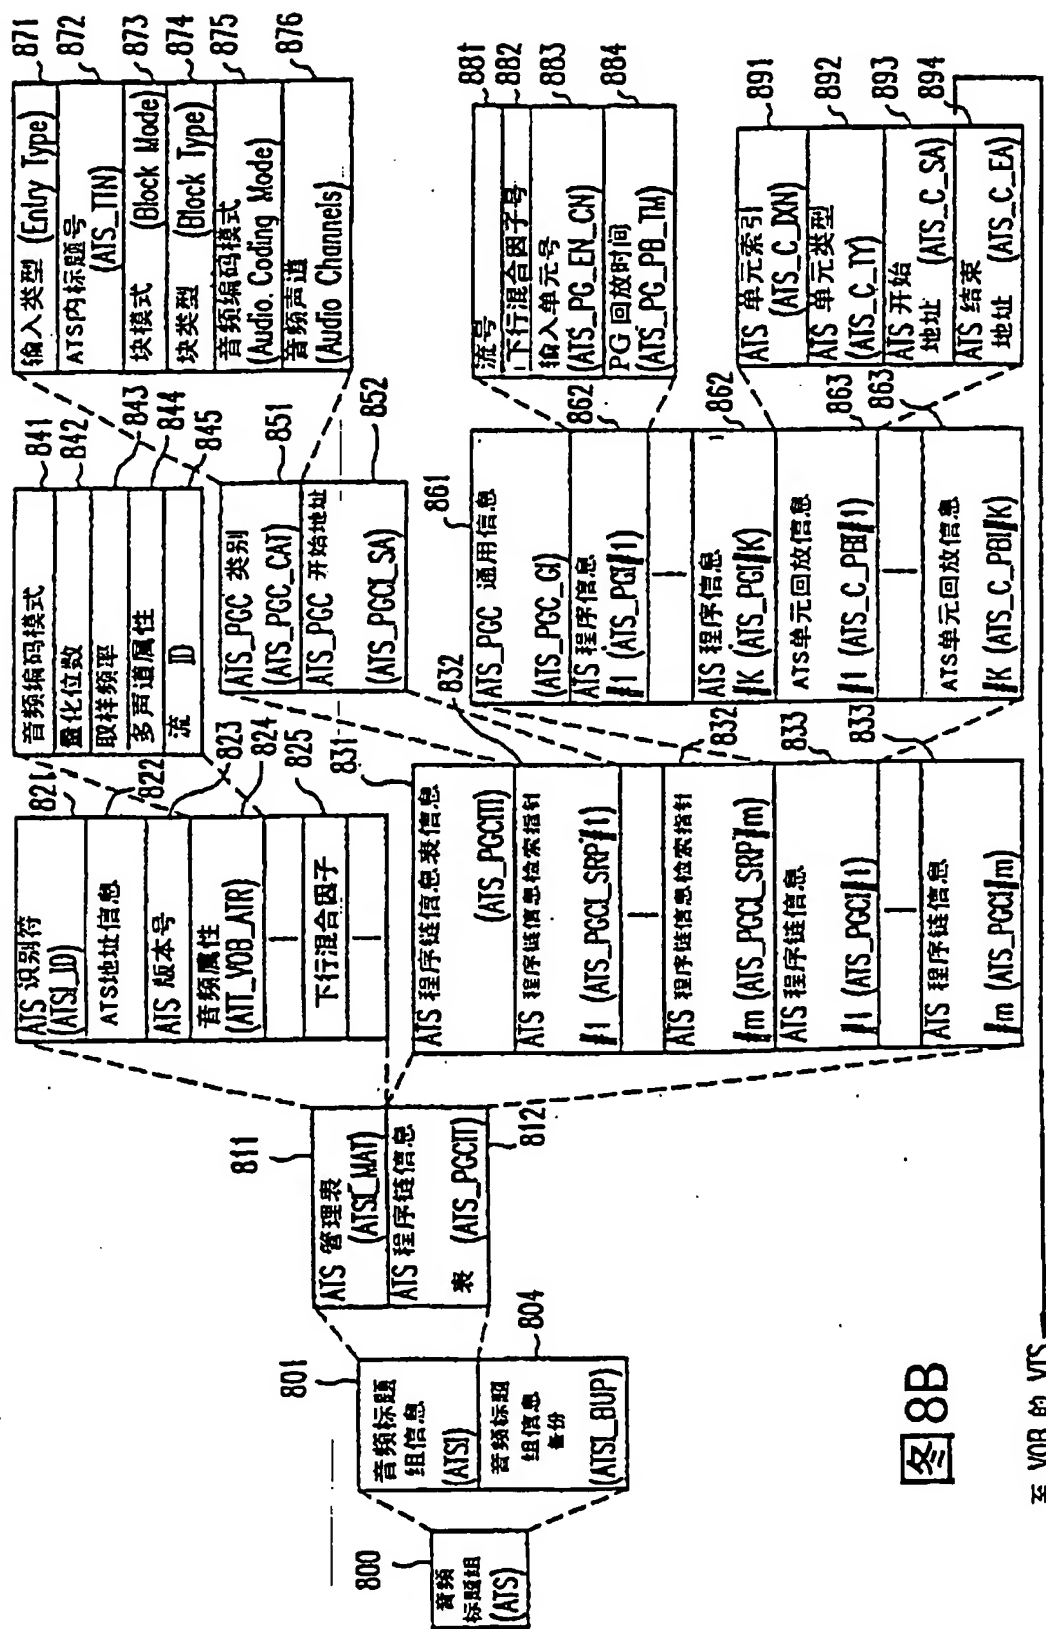 800
音频
标题组
(ATS)
801
音频标题
组信息
(ATSI)
804
音频标题
组信息
备份
(ATSI_BUP)
811
ATS 管理表
(ATSI_MAT)
ATS 程序链信息
表 (ATS_PGCIT)
812
821
ATS 识别符
(ATSI_ID)
822
ATS地址信息
823
ATS 版本号
824
音频属性
(ATT_VOB_ATR)
825
下行混合因子
831
ATS 程序链信息表信息
(ATS_PGCITI)
832
ATS 程序链信息检索指针
#1 (ATS_PGCI_SRP#1)
832
ATS 程序链信息检索指针
#m (ATS_PGCI_SRP#m)
833
ATS 程序链信息
#1 (ATS_PGCI#1)
833
ATS 程序链信息
#m (ATS_PGCI#m)
841
音频编码模式
842
量化位数
843
取样频率
844
多声道属性
845
流 ID
851
ATS_PGC 类别
(ATS_PGC_CAT)
852
ATS_PGC 开始地址
(ATS_PGCI_SA)
861
ATS_PGC 通用信息
(ATS_PGC_GI)
862
ATS 程序信息
#1 (ATS_PGI#1)
862
ATS 程序信息
#K (ATS_PGI#K)
863
ATS单元回放信息
#1 (ATS_C_PBI#1)
863
ATS单元回放信息
#K (ATS_C_PBI#K)
871
输入类型 (Entry Type)
872
ATS内标题号
(ATS_TTN)
873
块模式 (Block Mode)
874
块类型 (Block Type)
875
音频编码模式
(Audio Coding Mode)
876
音频声道
(Audio Channels)
881
流号
882
下行混合因子号
883
输入单元号
(ATS_PG_EN_CN)
884
PG 回放时间
(ATS_PG_PB_TM)
891
ATS 单元索引
(ATS_C_IXN)
892
ATS 单元类型
(ATS_C_TY)
893
ATS 开始
地址 (ATS_C_SA)
894
ATS 结束
地址 (ATS_C_EA)
图 8B
至 VOB 的 VTS